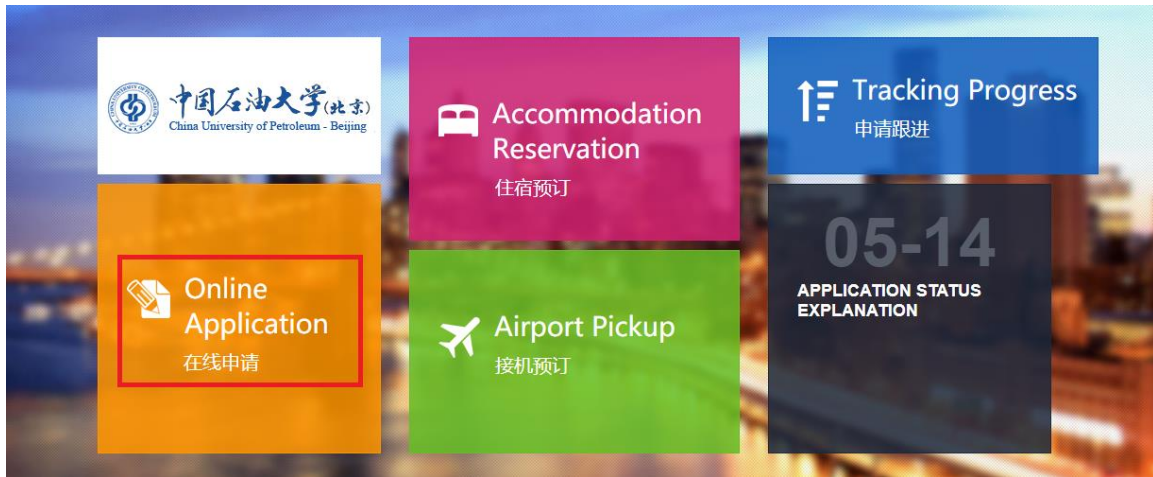 中国石油大学(北京)
China University of Petroleum - Beijing
Online
Application
在线申请
Accommodation
Reservation
住宿预订
Airport Pickup
接机预订
Tracking Progress
申请跟进
05-14
APPLICATION STATUS
EXPLANATION